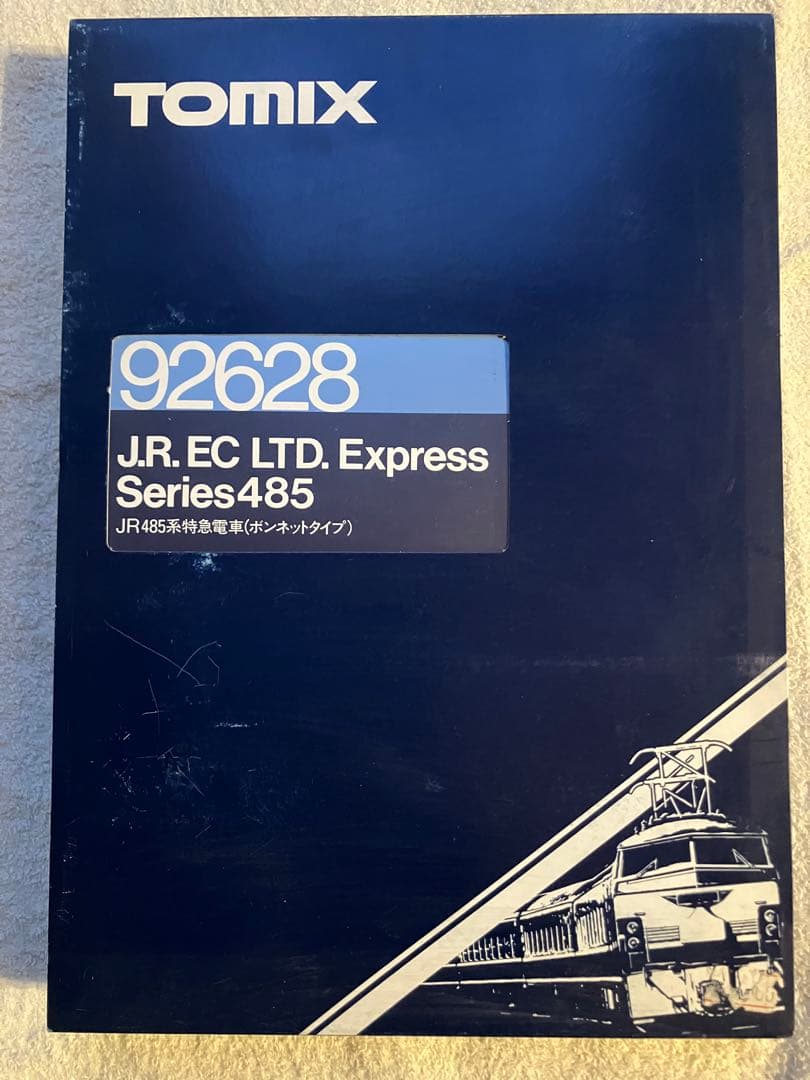 TOMIX
92628
J.R. EC LTD. Express
Series485
JR485系特急電車(ボンネットタイプ)